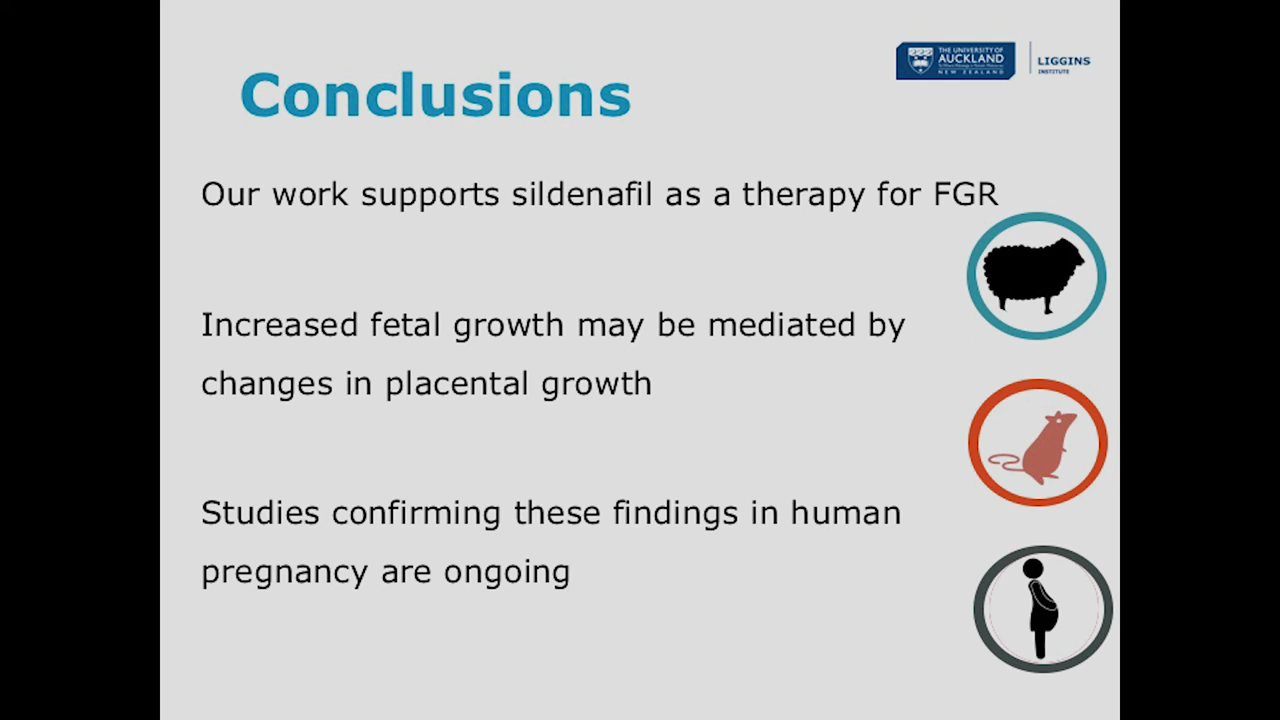 THE UNIVERSITY OF
AUCKLAND
NEW ZEALAND
LIGGINS
INSTITUTE
Conclusions
Our work supports sildenafil as a therapy for FGR
Increased fetal growth may be mediated by
changes in placental growth
Studies confirming these findings in human
pregnancy are ongoing